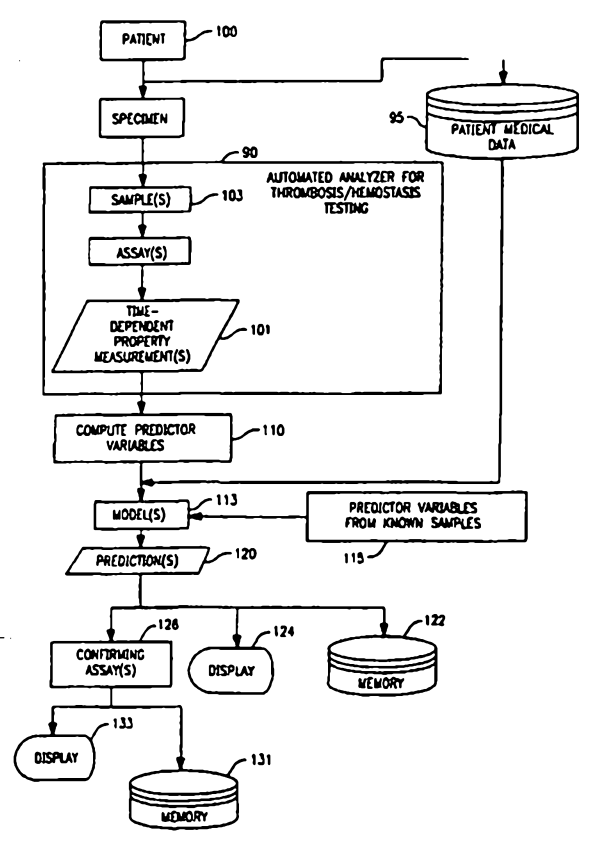 PATIENT
100
SPECIMEN
95
PATIENT MEDICAL
DATA
90
AUTOMATED ANALYZER FOR
THROMBOSIS/HEMOSTASIS
TESTING
SAMPLE(S)
103
ASSAY(S)
TIME-
DEPENDENT
PROPERTY
MEASUREMENT(S)
101
COMPUTE PREDICTOR
VARIABLES
110
MODEL(S)
113
PREDICTOR VARIABLES
FROM KNOWN SAMPLES
115
PREDICTION(S)
120
CONFIRMING
ASSAY(S)
126
DISPLAY
124
MEMORY
122
DISPLAY
133
MEMORY
131